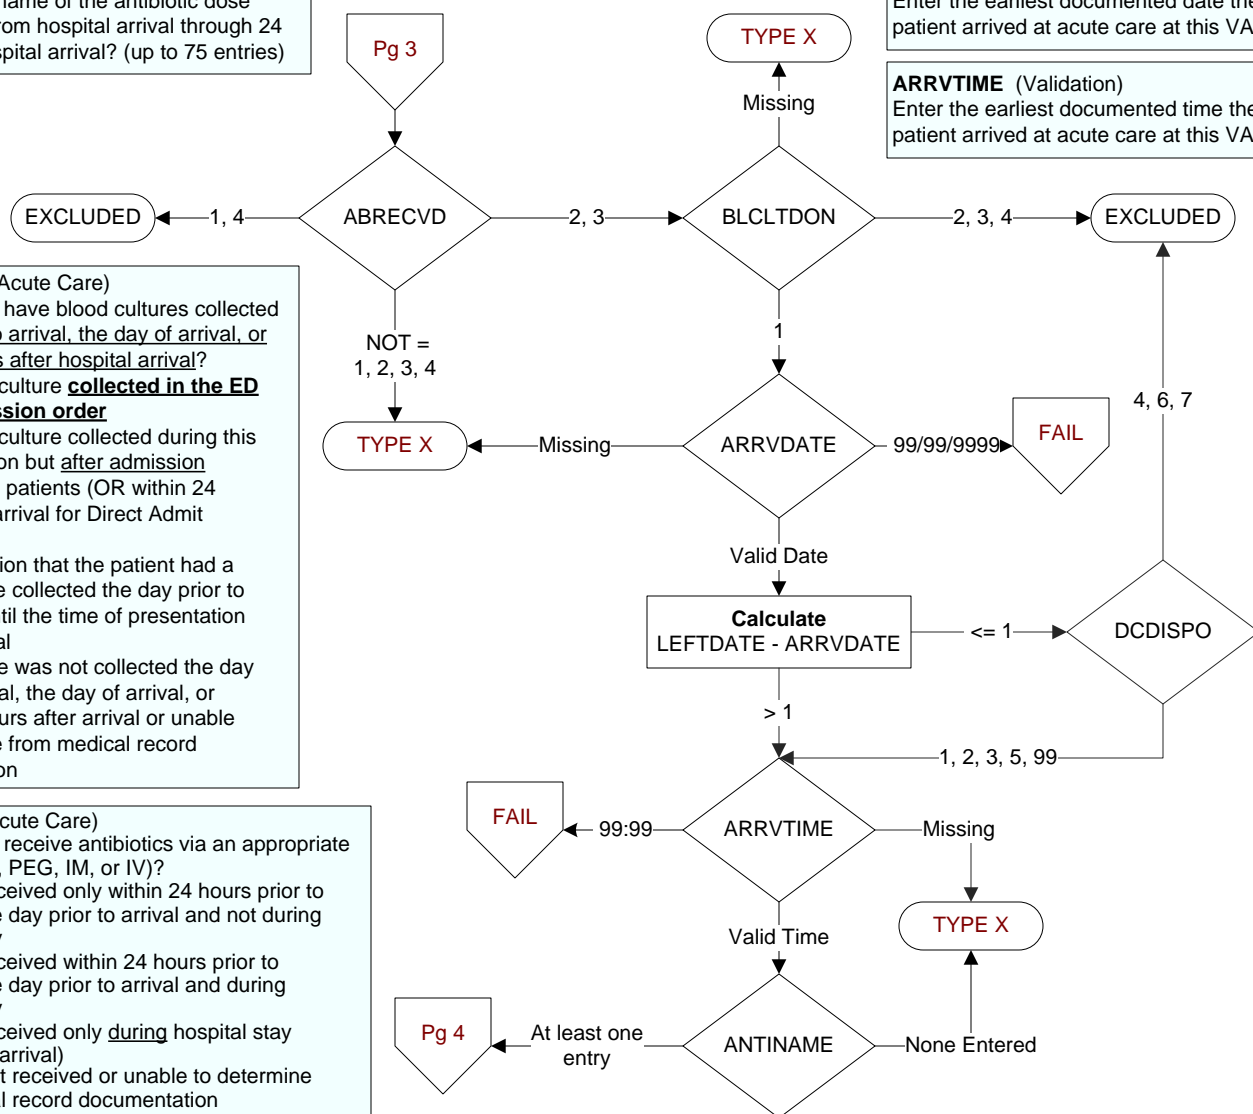 name of the antibiotic dose
from hospital arrival through 24
hospital arrival? (up to 75 entries)
Pg 3
TYPE X
Missing
Enter the earliest documented date the
patient arrived at acute care at this VA
ARRVTIME (Validation)
Enter the earliest documented time the
patient arrived at acute care at this VA
EXCLUDED
1, 4
ABRECVD
2, 3
BLCLTDON
2, 3, 4
EXCLUDED
NOT =
1, 2, 3, 4
1
TYPE X
Missing
ARRVDATE
99/99/9999
FAIL
4, 6, 7
Valid Date
Calculate
LEFTDATE - ARRVDATE
<= 1
DCDISPO
> 1
1, 2, 3, 5, 99
FAIL
99:99
ARRVTIME
Missing
TYPE X
Valid Time
Pg 4
At least one
entry
ANTINAME
None Entered
Acute Care)
have blood cultures collected
arrival, the day of arrival, or
after hospital arrival?
culture collected in the ED
ssion order
culture collected during this
on but after admission
patients (OR within 24
arrival for Direct Admit
ion that the patient had a
e collected the day prior to
til the time of presentation
al
e was not collected the day
al, the day of arrival, or
urs after arrival or unable
e from medical record
on
cute Care)
receive antibiotics via an appropriate
, PEG, IM, or IV)?
ceived only within 24 hours prior to
e day prior to arrival and not during
ceived within 24 hours prior to
e day prior to arrival and during
ceived only during hospital stay
arrival)
t received or unable to determine
al record documentation